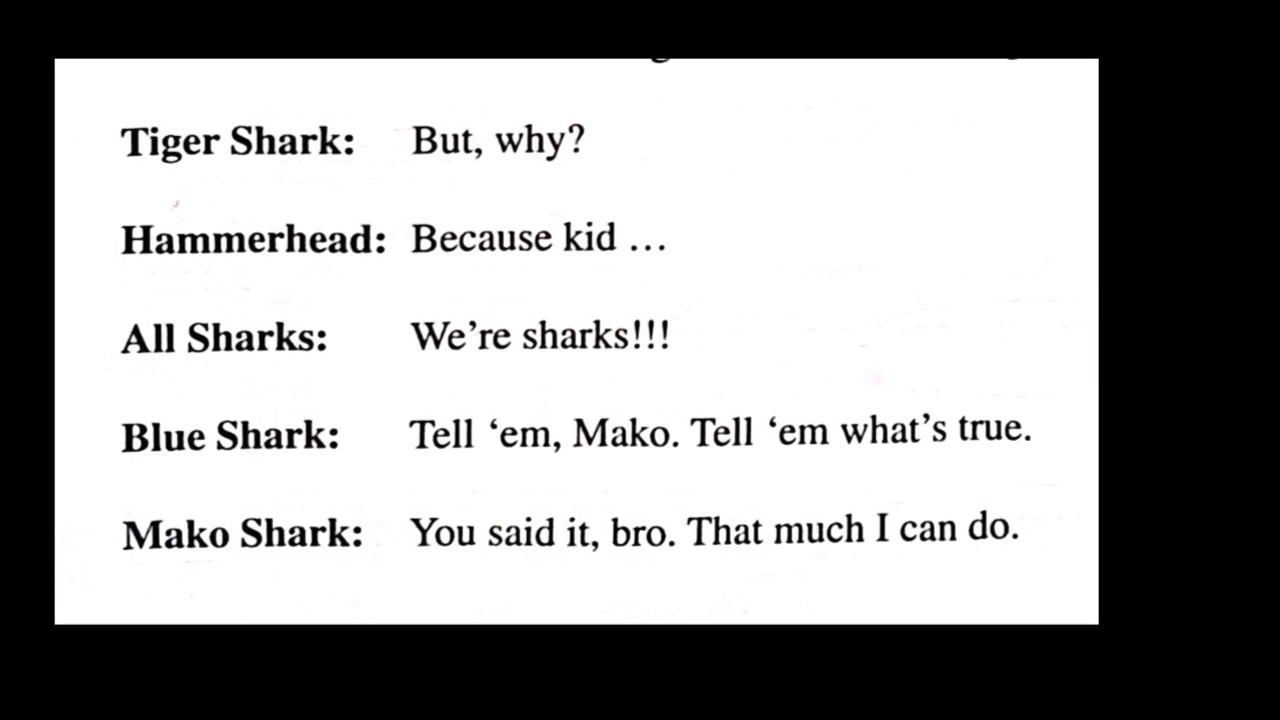 Tiger Shark: But, why?
Hammerhead: Because kid …
All Sharks: We’re sharks!!!
Blue Shark: Tell ‘em, Mako. Tell ‘em what’s true.
Mako Shark: You said it, bro. That much I can do.